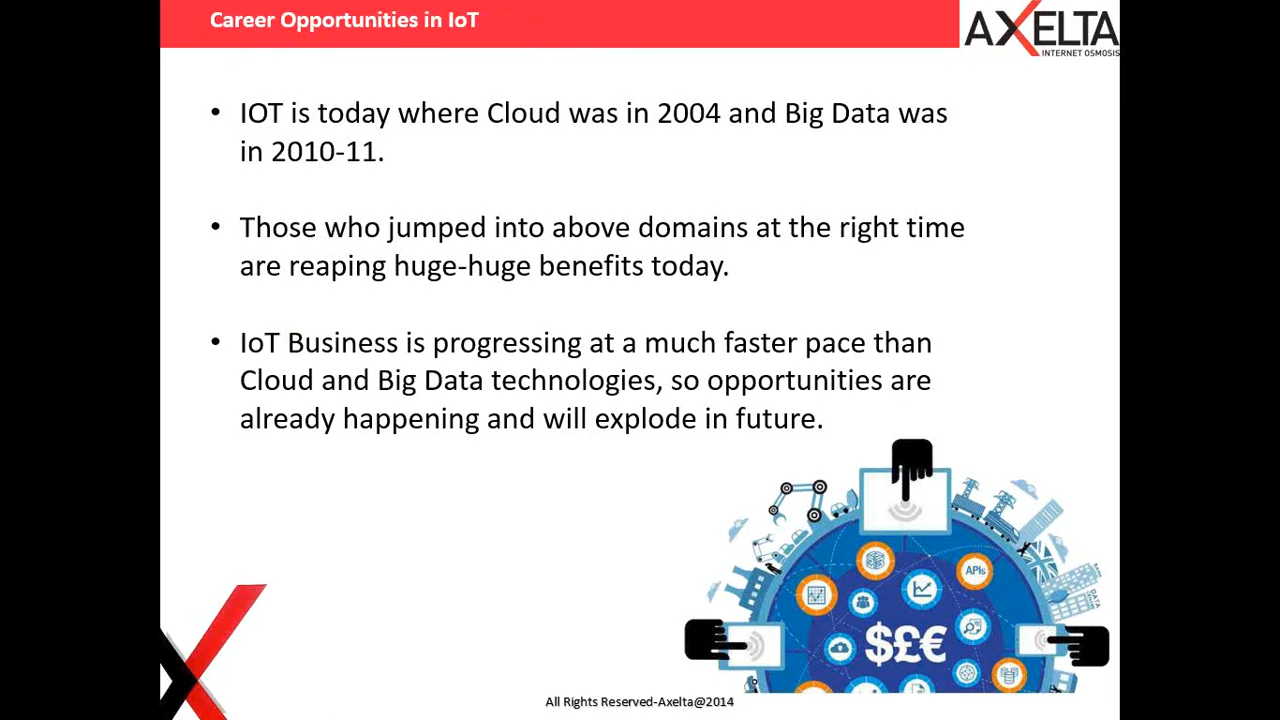 Career Opportunities in IoT
AXELTA
INTERNET OSMOSIS
• IOT is today where Cloud was in 2004 and Big Data was
in 2010-11.
• Those who jumped into above domains at the right time
are reaping huge-huge benefits today.
• IoT Business is progressing at a much faster pace than
Cloud and Big Data technologies, so opportunities are
already happening and will explode in future.
APIs
BANK
DATA
CENTRE
$£€
All Rights Reserved-Axelta@2014